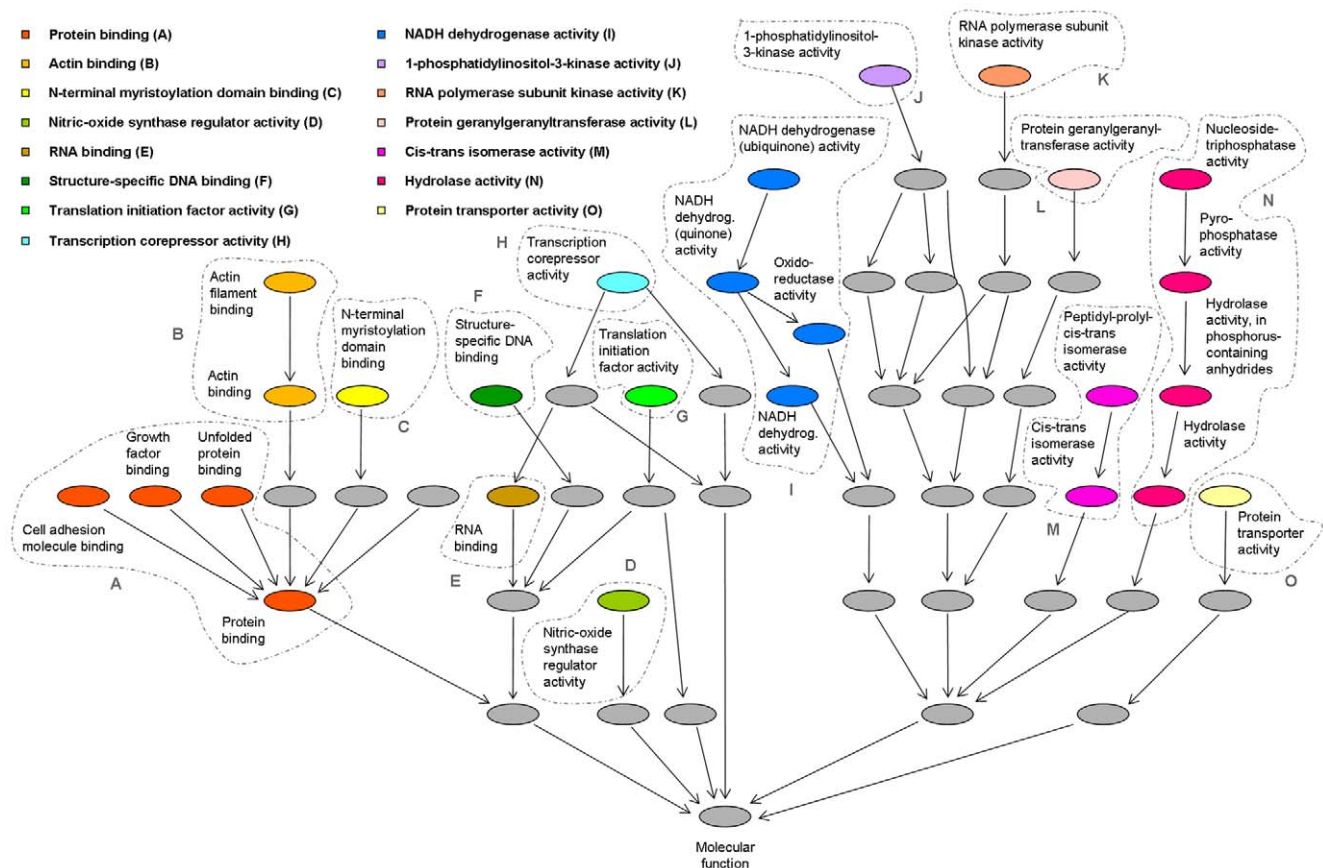 Protein binding (A)
Actin binding (B)
N-terminal myristoylation domain binding (C)
Nitric-oxide synthase regulator activity (D)
RNA binding (E)
Structure-specific DNA binding (F)
Translation initiation factor activity (G)
Transcription corepressor activity (H)
NADH dehydrogenase activity (I)
1-phosphatidylinositol-3-kinase activity (J)
RNA polymerase subunit kinase activity (K)
Protein geranylgeranyltransferase activity (L)
Cis-trans isomerase activity (M)
Hydrolase activity (N)
Protein transporter activity (O)
1-phosphatidylinositol-
3-kinase activity
J
RNA polymerase subunit
kinase activity
K
NADH dehydrogenase
(ubiquinone) activity
Protein geranylgeranyl-
transferase activity
L
Nucleoside-
triphosphatase
activity
N
NADH
dehydrog.
(quinone)
activity
Pyro-
phosphatase
activity
H
Transcription
corepressor
activity
Oxido-
reductase
activity
Actin
filament
binding
B
F
N-terminal
myristoylation
domain
binding
C
Structure-
specific DNA
binding
Translation
initiation
factor activity
G
Peptidyl-prolyl-
cis-trans
isomerase
activity
Hydrolase
activity, in
phosphorus-
containing
anhydrides
Actin
binding
NADH
dehydrog.
activity
I
Cis-trans
isomerase
activity
M
Hydrolase
activity
Growth
factor
binding
Unfolded
protein
binding
Cell adhesion
molecule binding
A
RNA
binding
E
D
Protein
transporter
activity
O
Protein
binding
Nitric-oxide
synthase
regulator
activity
Molecular
function